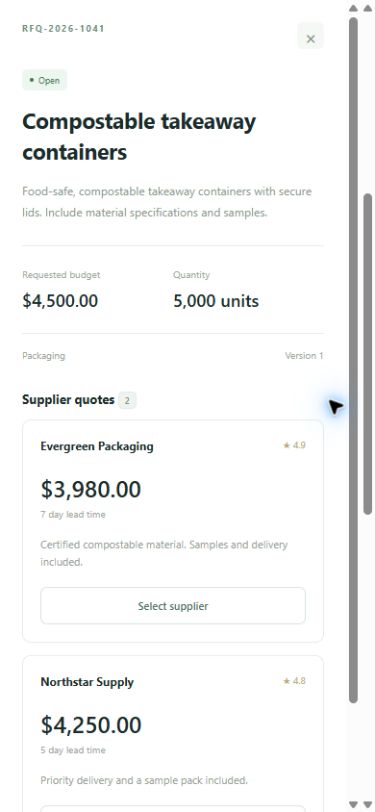 RFQ-2026-1041
×
Open
Compostable takeaway
containers
Food-safe, compostable takeaway containers with secure
lids. Include material specifications and samples.
Requested budget
Quantity
$4,500.00
5,000 units
Packaging
Version 1
Supplier quotes 2
Evergreen Packaging
★ 4.9
$3,980.00
7 day lead time
Certified compostable material. Samples and delivery
included.
Select supplier
Northstar Supply
★ 4.8
$4,250.00
5 day lead time
Priority delivery and a sample pack included.